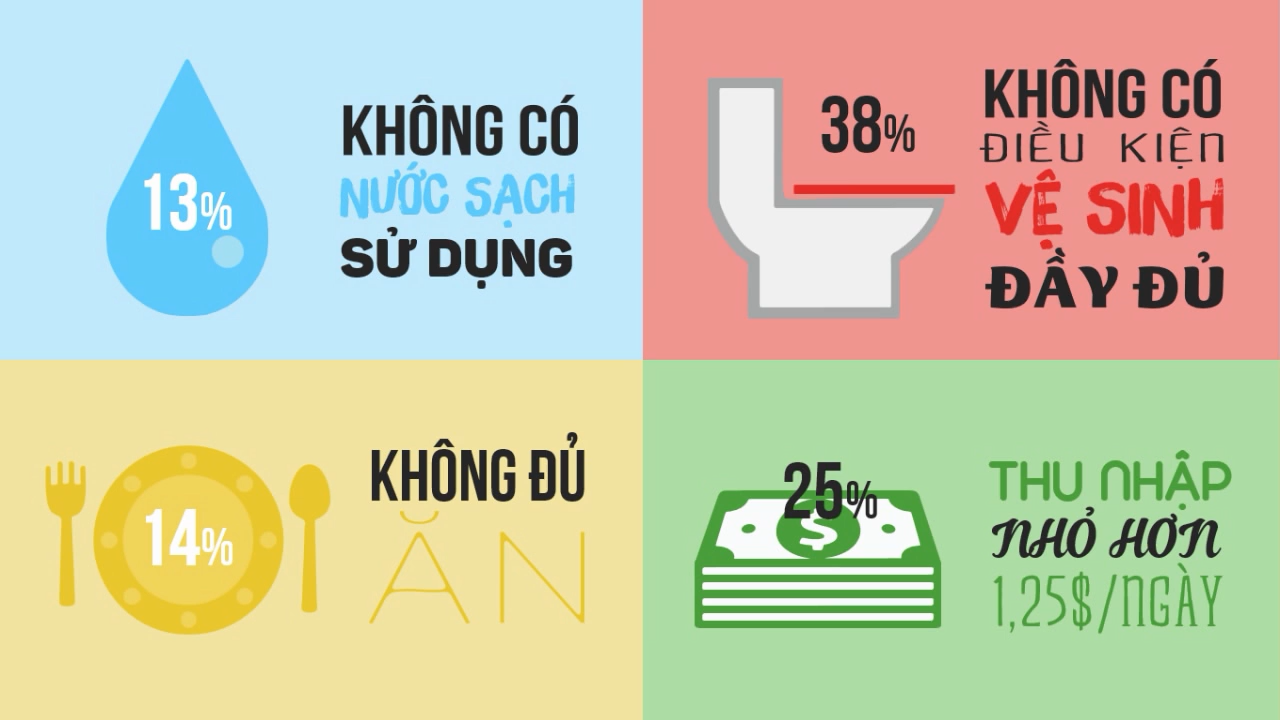 13%
KHÔNG CÓ
NƯỚC SẠCH
SỬ DỤNG
38%
KHÔNG CÓ
ĐIỀU KIỆN
VỆ SINH
ĐẦY ĐỦ
14%
KHÔNG ĐỦ
ĂN
25%
$
THU NHẬP
NHỎ HƠN
1,25$/NGÀY